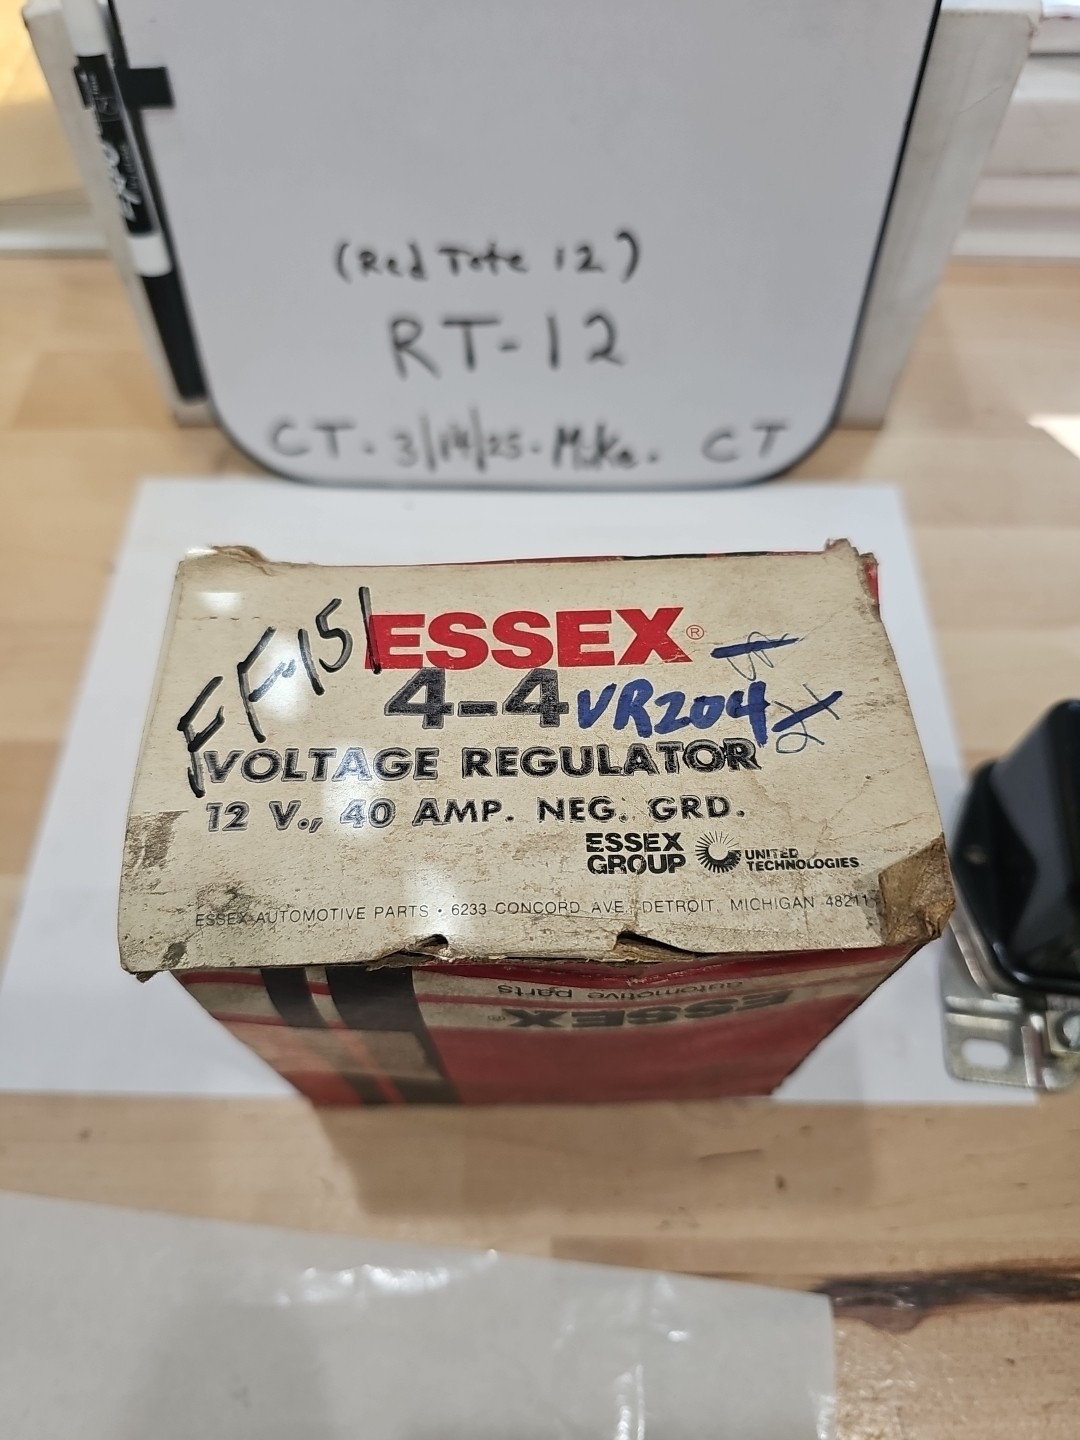 (Red Tote 12)
RT-12
CT. 3/14/25. Mike. CT
FF-151
ESSEX®
4-4 VR204
VOLTAGE REGULATOR
12 V., 40 AMP. NEG. GRD.
ESSEX GROUP
UNITED TECHNOLOGIES
ESSEX AUTOMOTIVE PARTS • 6233 CONCORD AVE., DETROIT, MICHIGAN 48211
automotive parts
ESSEX®